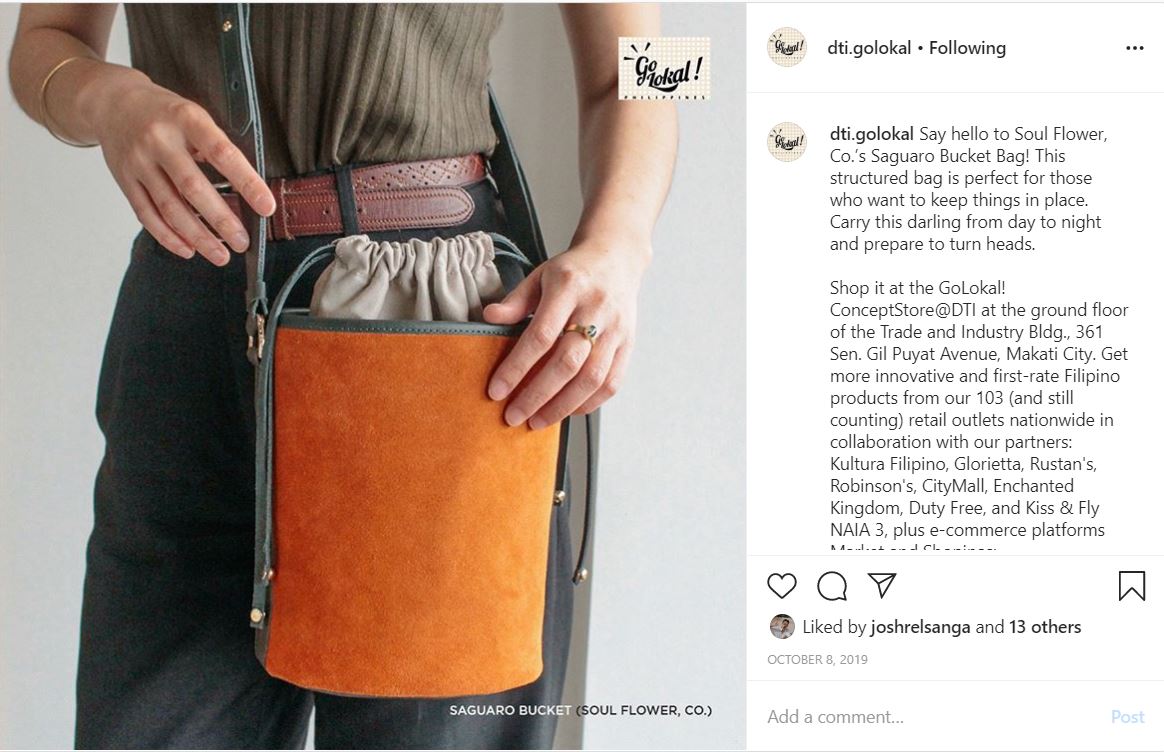 Go Lokal!
PHILIPPINES
SAGUARO BUCKET (SOUL FLOWER, CO.)
Go Lokal!
dti.golokal • Following
Go Lokal!
dti.golokal Say hello to Soul Flower,
Co.'s Saguaro Bucket Bag! This
structured bag is perfect for those
who want to keep things in place.
Carry this darling from day to night
and prepare to turn heads.
Shop it at the GoLokal!
ConceptStore@DTI at the ground floor
of the Trade and Industry Bldg., 361
Sen. Gil Puyat Avenue, Makati City. Get
more innovative and first-rate Filipino
products from our 103 (and still
counting) retail outlets nationwide in
collaboration with our partners:
Kultura Filipino, Glorietta, Rustan's,
Robinson's, CityMall, Enchanted
Kingdom, Duty Free, and Kiss & Fly
NAIA 3, plus e-commerce platforms
Liked by joshrelsanga and 13 others
OCTOBER 8, 2019
Add a comment...
Post